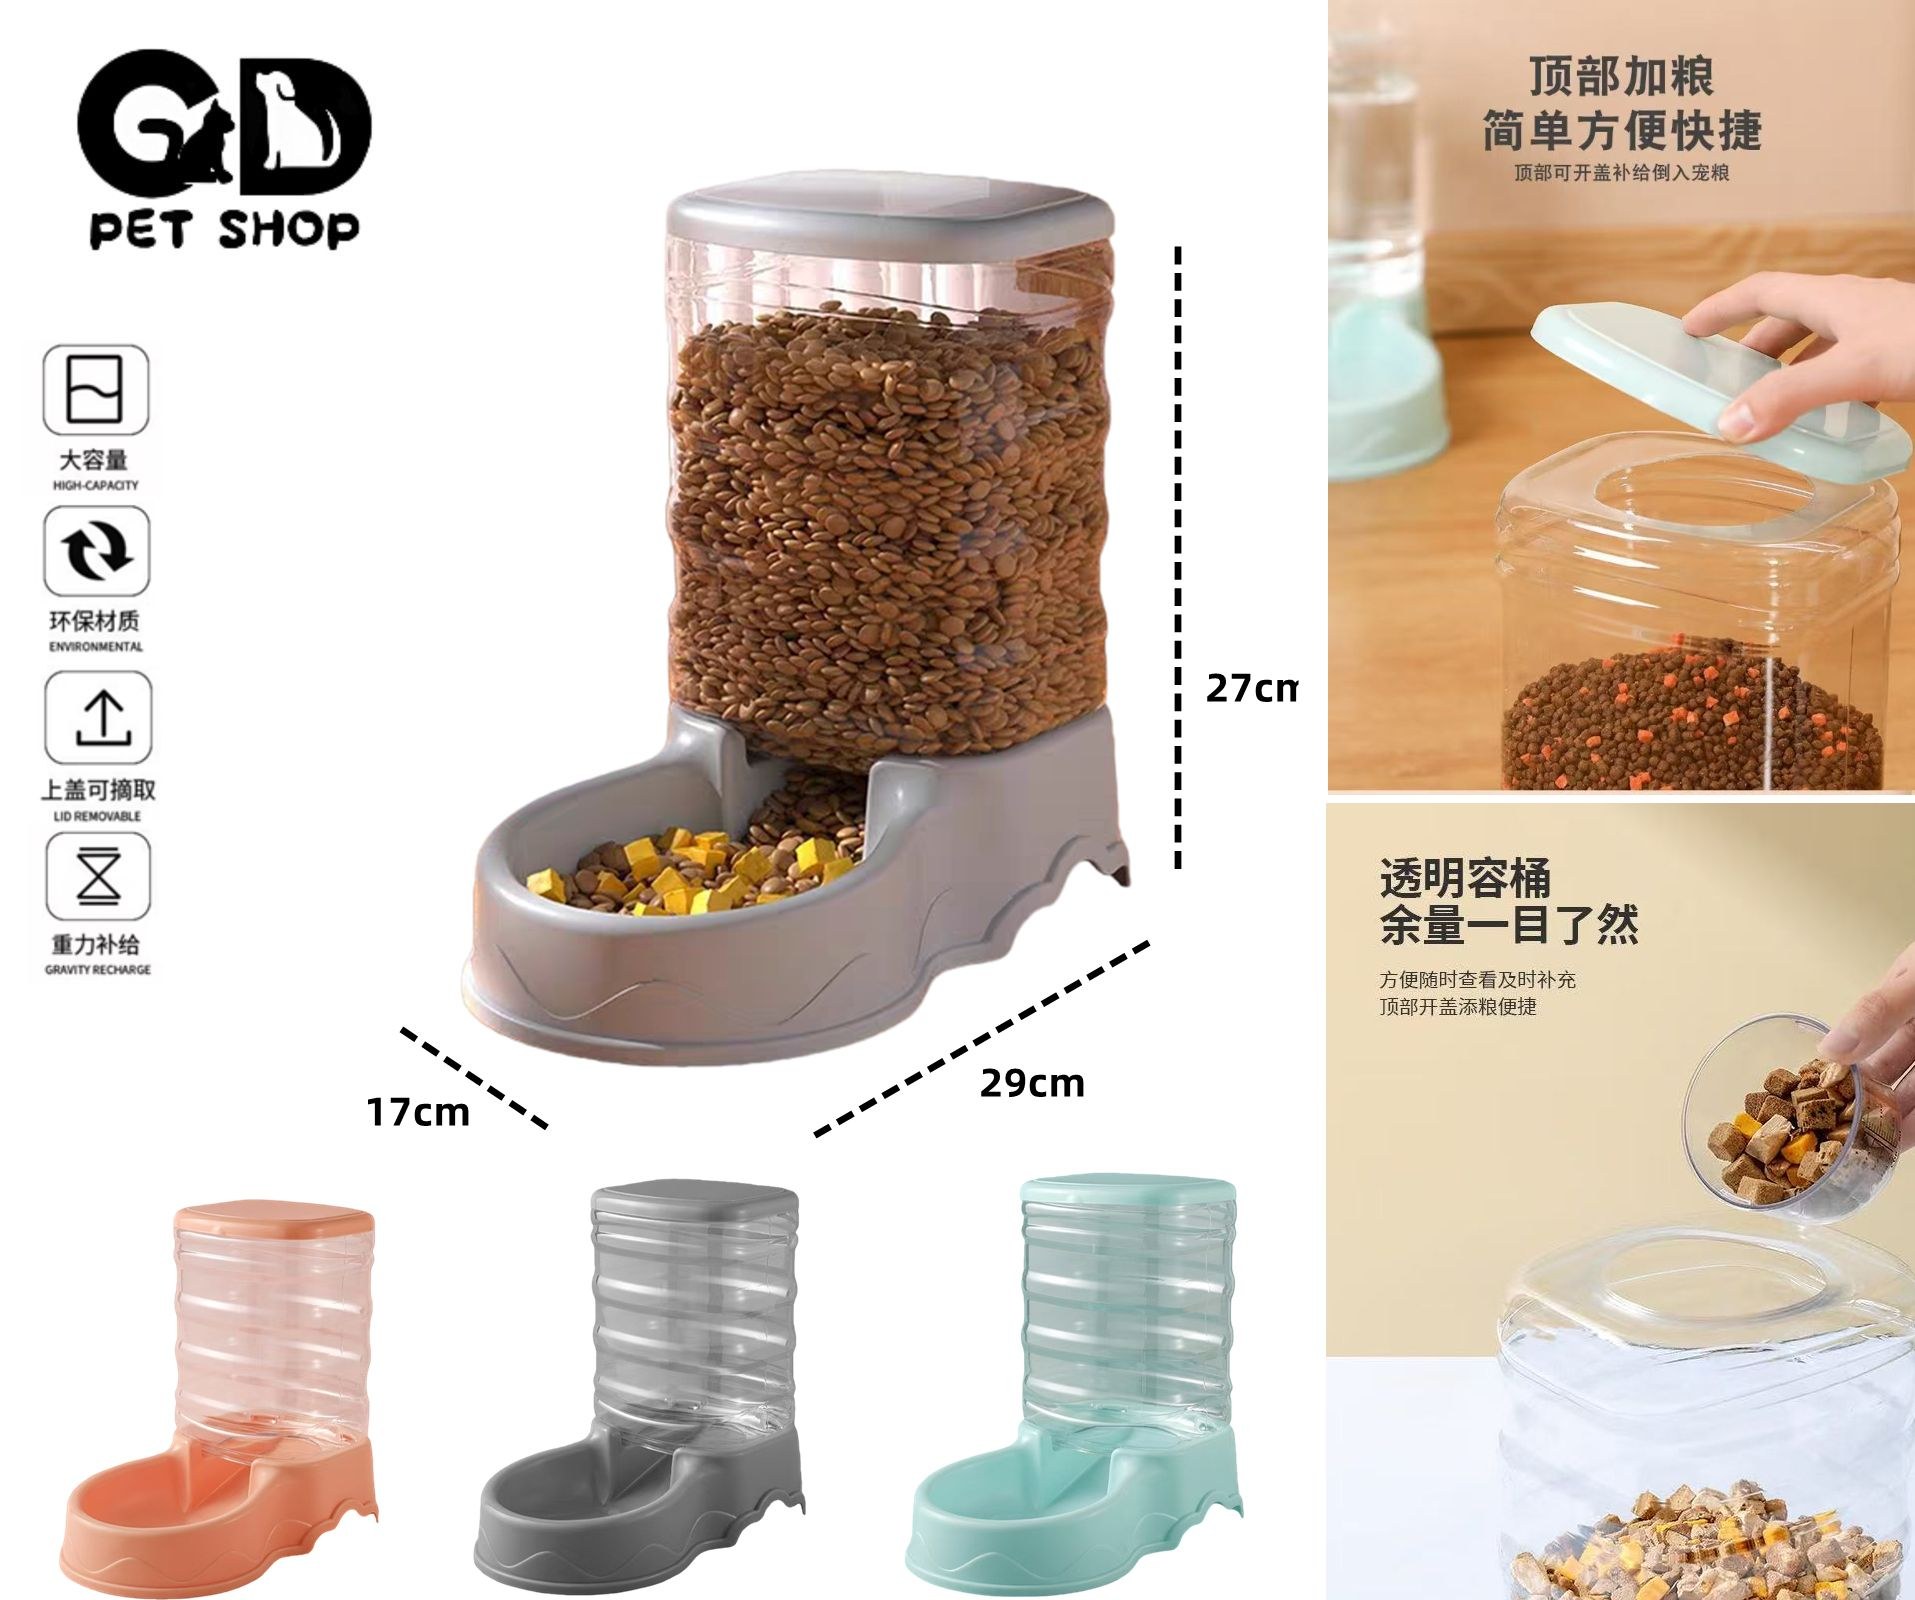 GD
PET SHOP
大容量
HIGH-CAPACITY
环保材质
ENVIRONMENTAL
上盖可摘取
LID REMOVABLE
重力补给
GRAVITY RECHARGE
27cm
29cm
17cm
顶部加粮
简单方便快捷
顶部可开盖补给倒入宠粮
透明容桶
余量一目了然
方便随时查看及时补充
顶部开盖添粮便捷